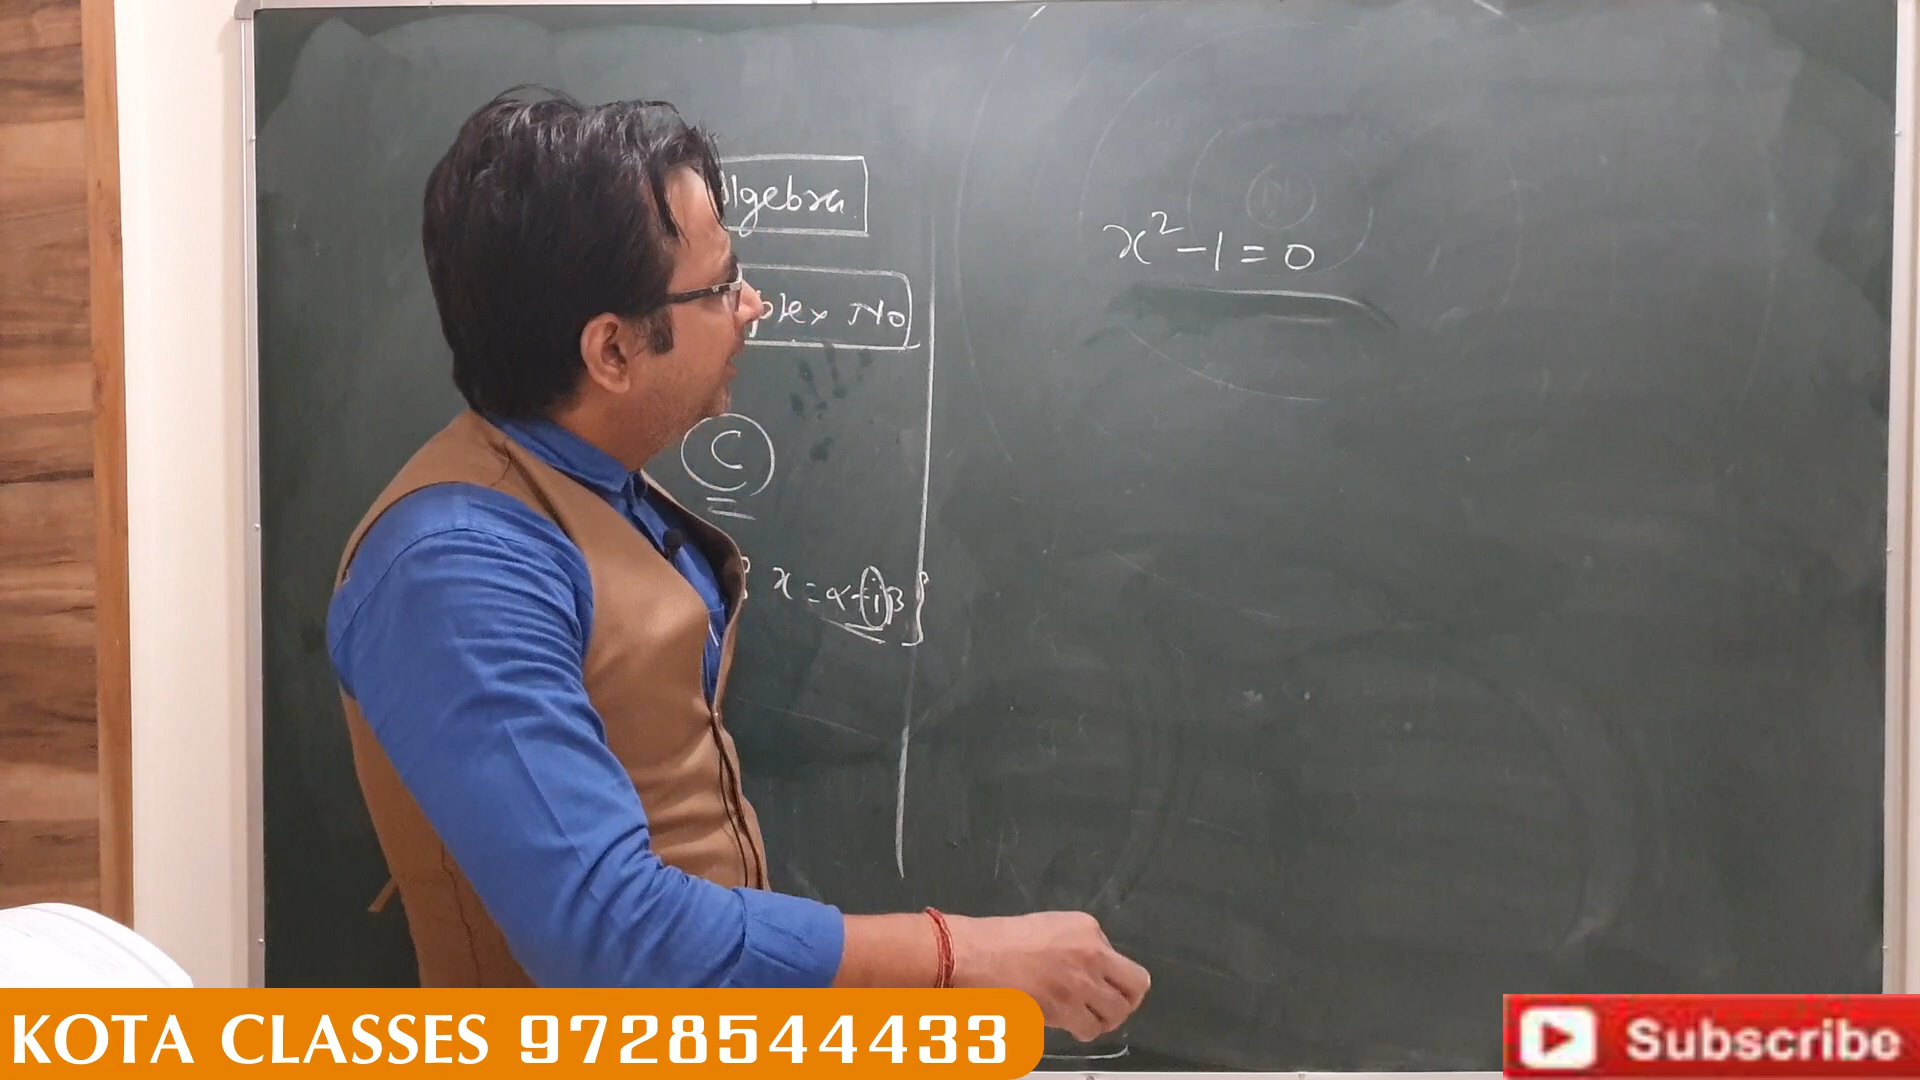 lgebra
plex No
C
x = α + iβ}
x² - 1 = 0
KOTA CLASSES 9728544433
Subscribe